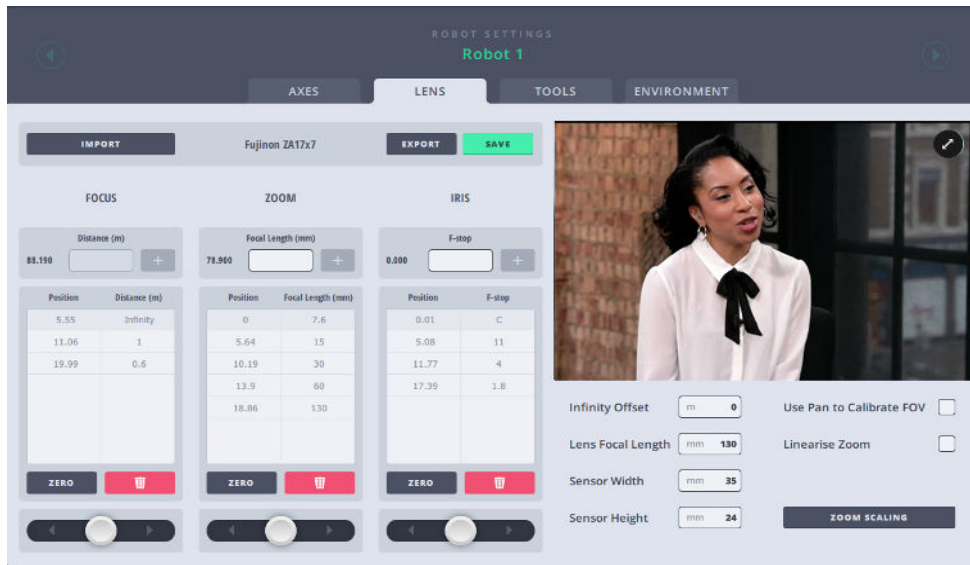 ROBOT SETTINGS
Robot 1
AXES LENS TOOLS ENVIRONMENT
IMPORT Fujinon ZA17x7 EXPORT SAVE
FOCUS ZOOM IRIS
Distance (m) Focal Length (mm) F-stop
88.190 + 78.900 + 0.000 +
Position Distance (m) Position Focal Length (mm) Position F-stop
5.55 Infinity 0 7.6 0.01 C
11.06 1 5.64 15 5.08 11
19.99 0.6 10.19 30 11.77 4
13.9 60 17.39 1.8
18.86 130
ZERO ZERO ZERO
Infinity Offset m 0 Use Pan to Calibrate FOV
Lens Focal Length mm 130 Linearise Zoom
Sensor Width mm 35
Sensor Height mm 24 ZOOM SCALING